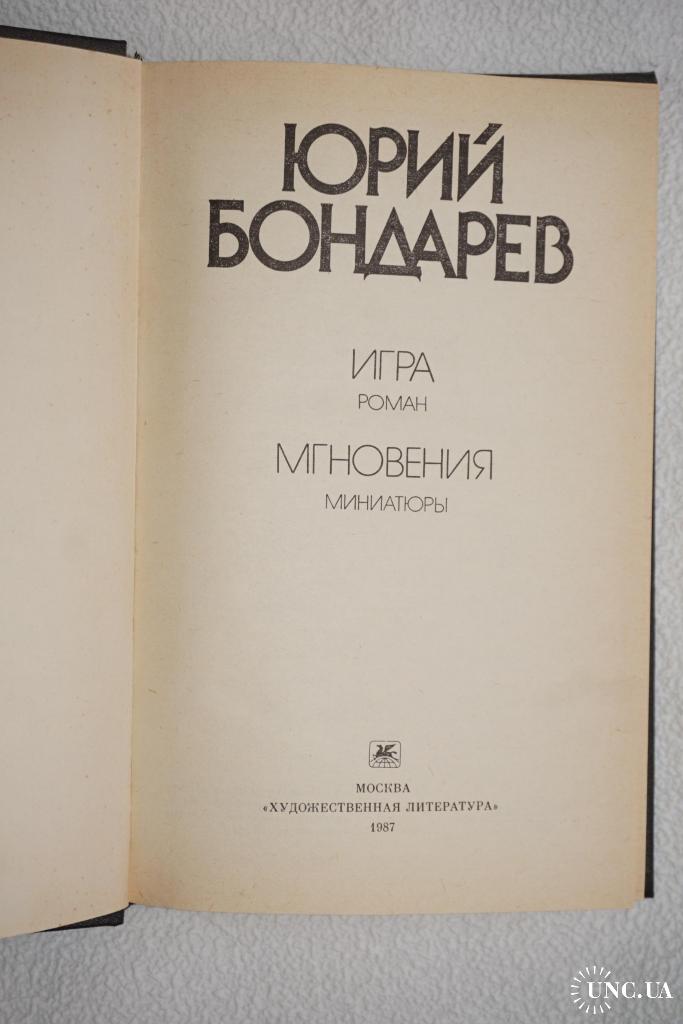 ЮРИЙ
БОНДАРЕВ
ИГРА
РОМАН
МГНОВЕНИЯ
МИНИАТЮРЫ
МОСКВА
«ХУДОЖЕСТВЕННАЯ ЛИТЕРАТУРА»
1987
UNC.UA